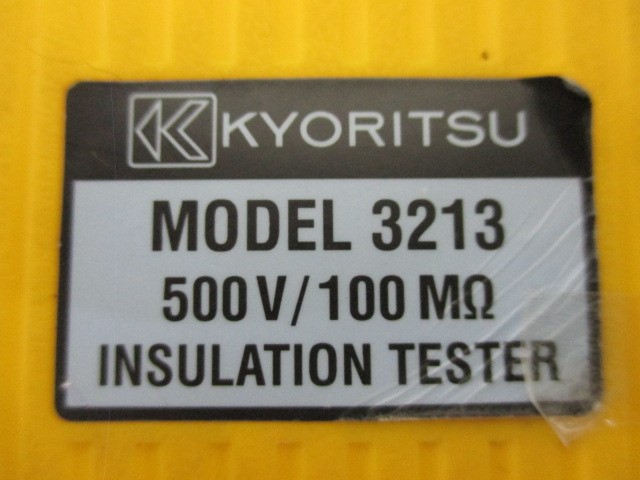 KYORITSU
MODEL 3213
500V/100MΩ
INSULATION TESTER